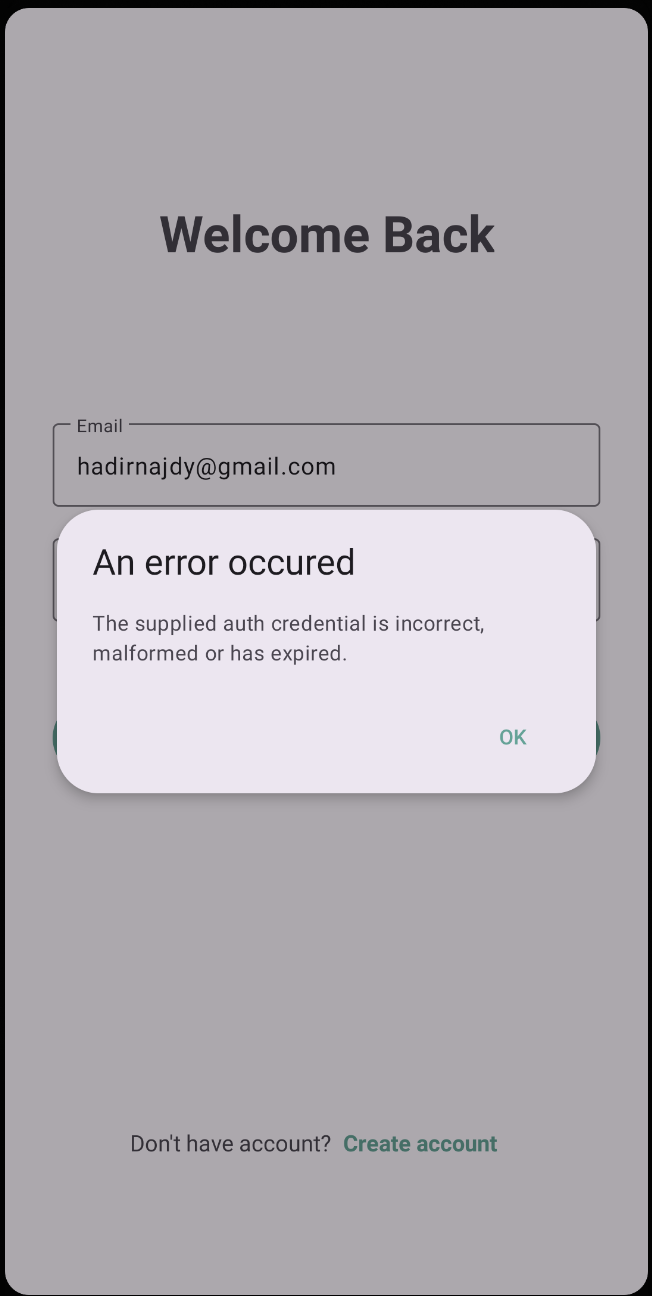 Welcome Back
Email
hadirnajdy@gmail.com
An error occured
The supplied auth credential is incorrect,
malformed or has expired.
OK
Don't have account? Create account